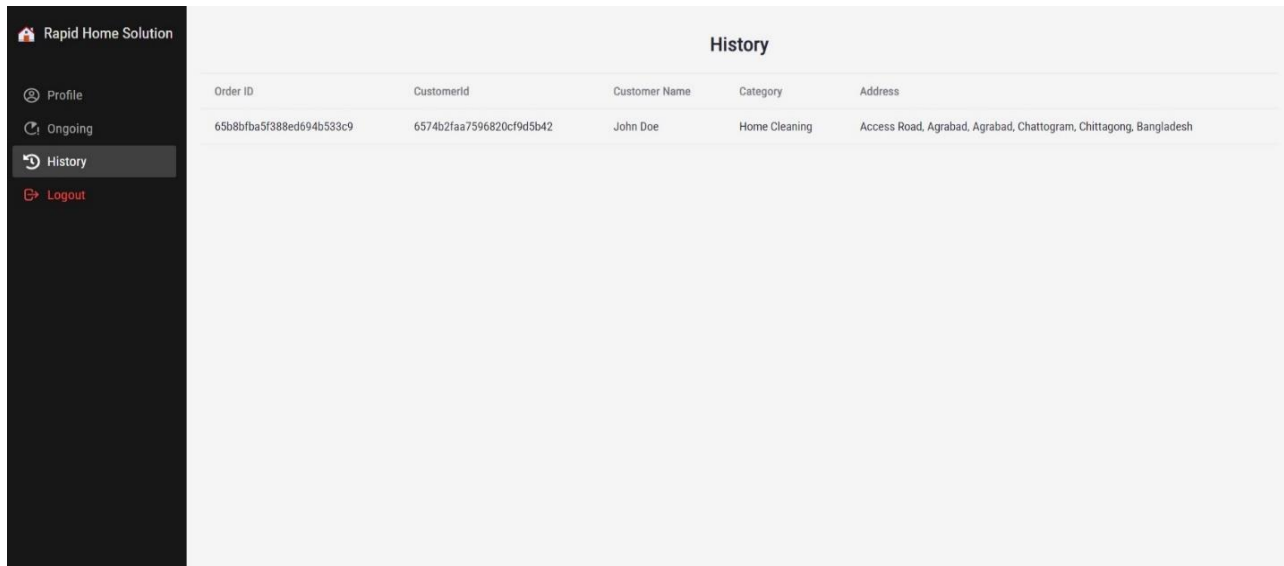 Rapid Home Solution
Profile
Ongoing
History
Logout
History
Order ID CustomerId Customer Name Category Address
65b8bfba5f388ed694b533c9 6574b2faa7596820cf9d5b42 John Doe Home Cleaning Access Road, Agrabad, Agrabad, Chattogram, Chittagong, Bangladesh